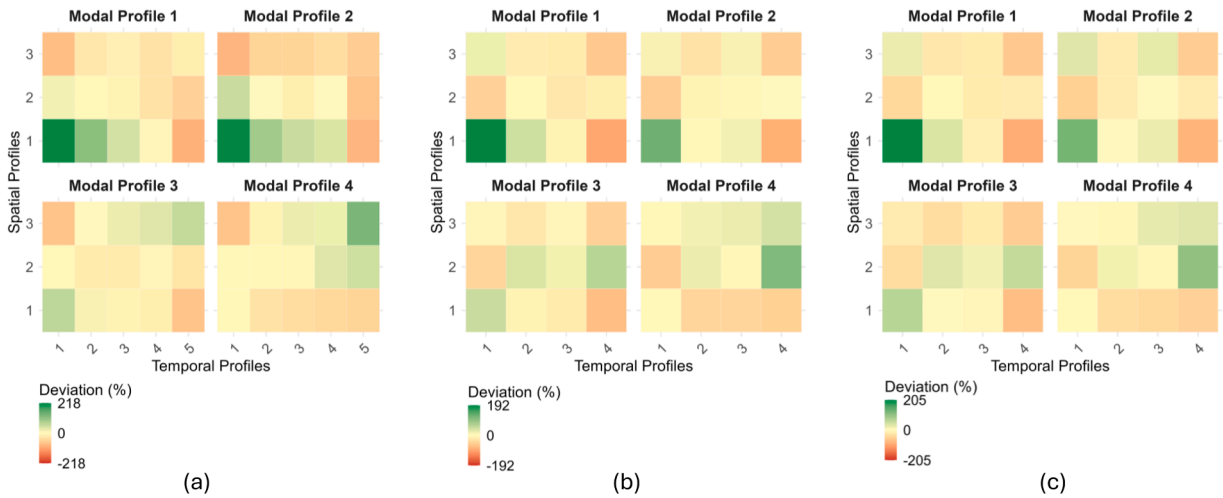 Modal Profile 1 Modal Profile 2
3
2
1
Modal Profile 3 Modal Profile 4
3
2
1
Spatial Profiles
1 2 3 4 5 1 2 3 4 5
Temporal Profiles
Deviation (%)
218
0
-218
(a)
Modal Profile 1 Modal Profile 2
3
2
1
Modal Profile 3 Modal Profile 4
3
2
1
Spatial Profiles
1 2 3 4 1 2 3 4
Temporal Profiles
Deviation (%)
192
0
-192
(b)
Modal Profile 1 Modal Profile 2
3
2
1
Modal Profile 3 Modal Profile 4
3
2
1
Spatial Profiles
1 2 3 4 1 2 3 4
Temporal Profiles
Deviation (%)
205
0
-205
(c)